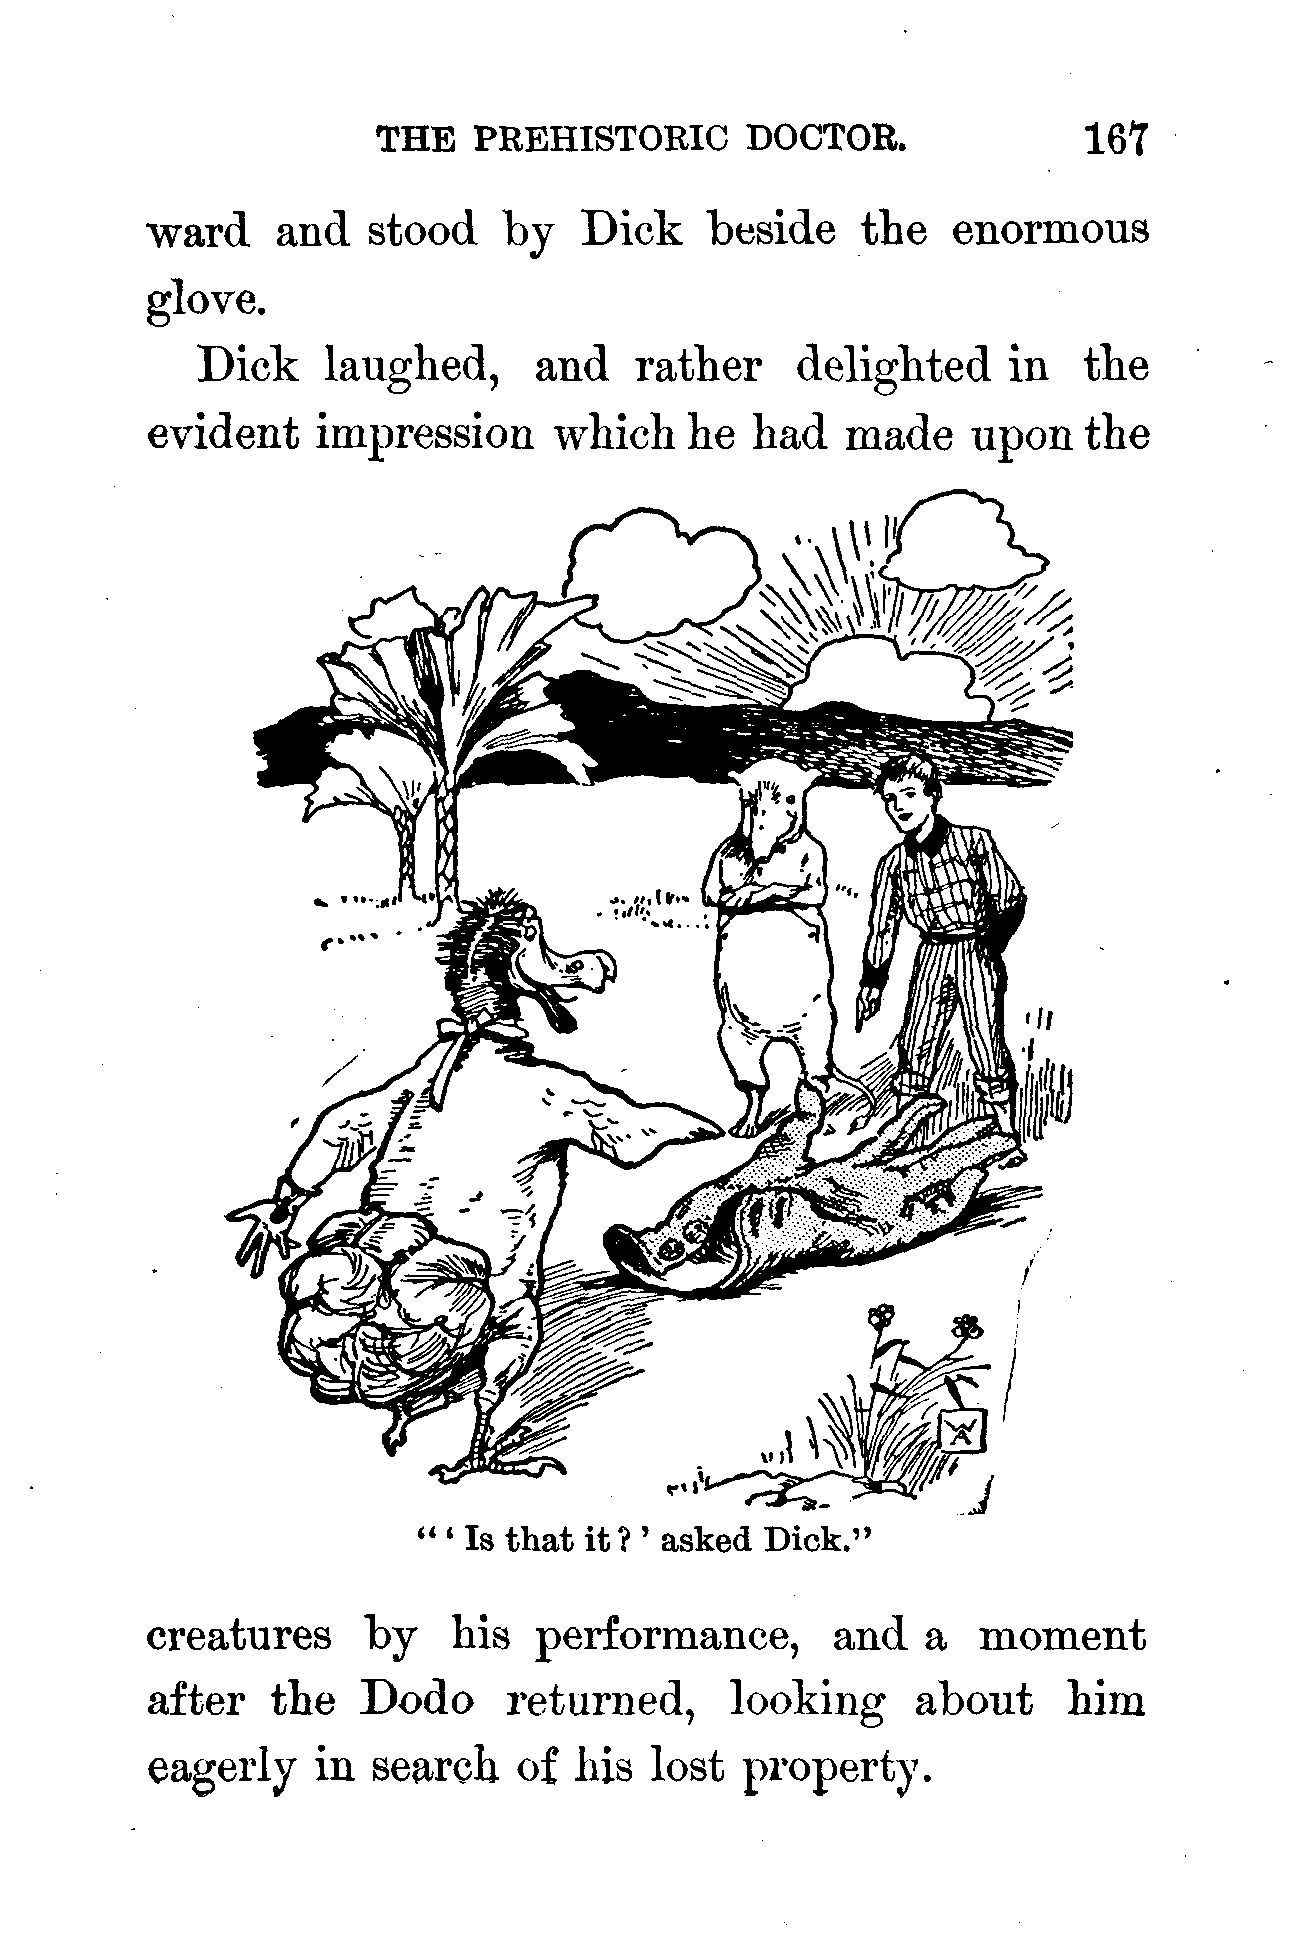 THE PREHISTORIC DOCTOR. 167
ward and stood by Dick beside the enormous
glove.
Dick laughed, and rather delighted in the
evident impression which he had made upon the
WA
“‘Is that it?’ asked Dick.”
creatures by his performance, and a moment
after the Dodo returned, looking about him
eagerly in search of his lost property.